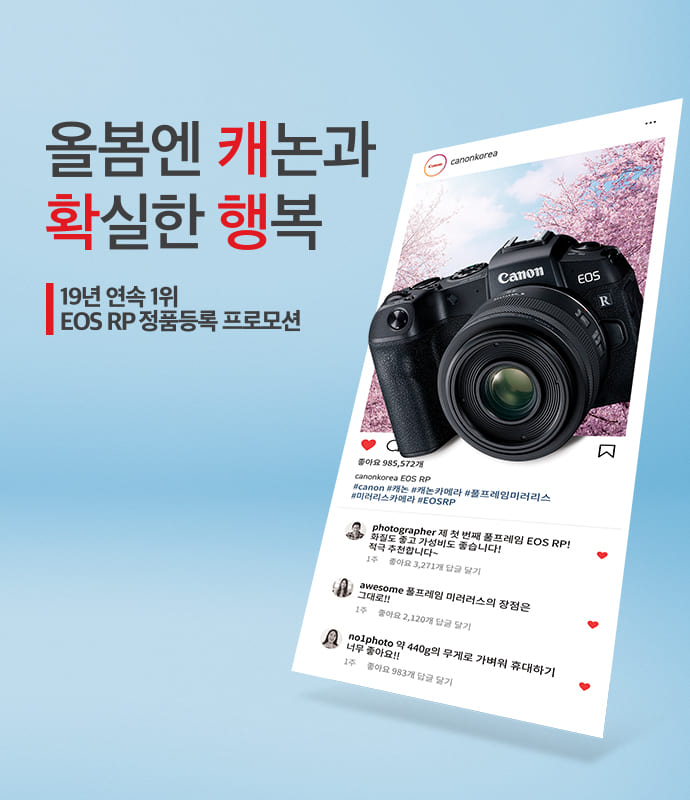 올봄엔 캐논과
확실한 행복
19년 연속 1위
EOS RP 정품등록 프로모션
Canon
canonkorea
Canon
EOS
R
좋아요 985,572개
canonkorea EOS RP
#canon #캐논 #캐논카메라 #풀프레임미러리스
#미러리스카메라 #EOSRP
photographer 제 첫 번째 풀프레임 EOS RP!
화질도 좋고 가성비도 좋습니다!
적극 추천합니다~
1주 좋아요 3,271개 답글 달기
awesome 풀프레임 미러러스의 장점은
그대로!!
1주 좋아요 2,120개 답글 달기
no1photo 약 440g의 무게로 가벼워 휴대하기
너무 좋아요!!
1주 좋아요 983개 답글 달기